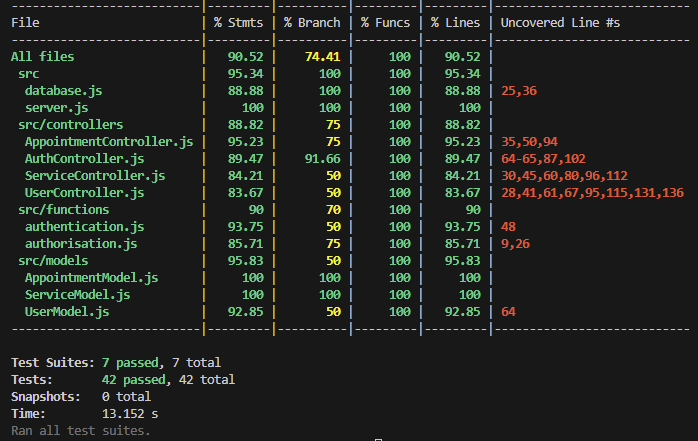 --------------------------|---------|----------|---------|---------|-------------------------
File                      | % Stmts | % Branch | % Funcs | % Lines | Uncovered Line #s
--------------------------|---------|----------|---------|---------|-------------------------
All files                 |   90.52 |    74.41 |     100 |   90.52 |
 src                      |   95.34 |      100 |     100 |   95.34 |
  database.js             |   88.88 |      100 |     100 |   88.88 | 25,36
  server.js               |     100 |      100 |     100 |     100 |
 src/controllers          |   88.82 |       75 |     100 |   88.82 |
  AppointmentController.js |   95.23 |       75 |     100 |   95.23 | 35,50,94
  AuthController.js       |   89.47 |    91.66 |     100 |   89.47 | 64-65,87,102
  ServiceController.js    |   84.21 |       50 |     100 |   84.21 | 30,45,60,80,96,112
  UserController.js       |   83.67 |       50 |     100 |   83.67 | 28,41,61,67,95,115,131,136
 src/functions            |      90 |       70 |     100 |      90 |
  authentication.js       |   93.75 |       50 |     100 |   93.75 | 48
  authorisation.js        |   85.71 |       75 |     100 |   85.71 | 9,26
 src/models               |   95.83 |       50 |     100 |   95.83 |
  AppointmentModel.js     |     100 |      100 |     100 |     100 |
  ServiceModel.js         |     100 |      100 |     100 |     100 |
  UserModel.js            |   92.85 |       50 |     100 |   92.85 | 64
--------------------------|---------|----------|---------|---------|-------------------------
Test Suites: 7 passed, 7 total
Tests:       42 passed, 42 total
Snapshots:   0 total
Time:        13.152 s
Ran all test suites.